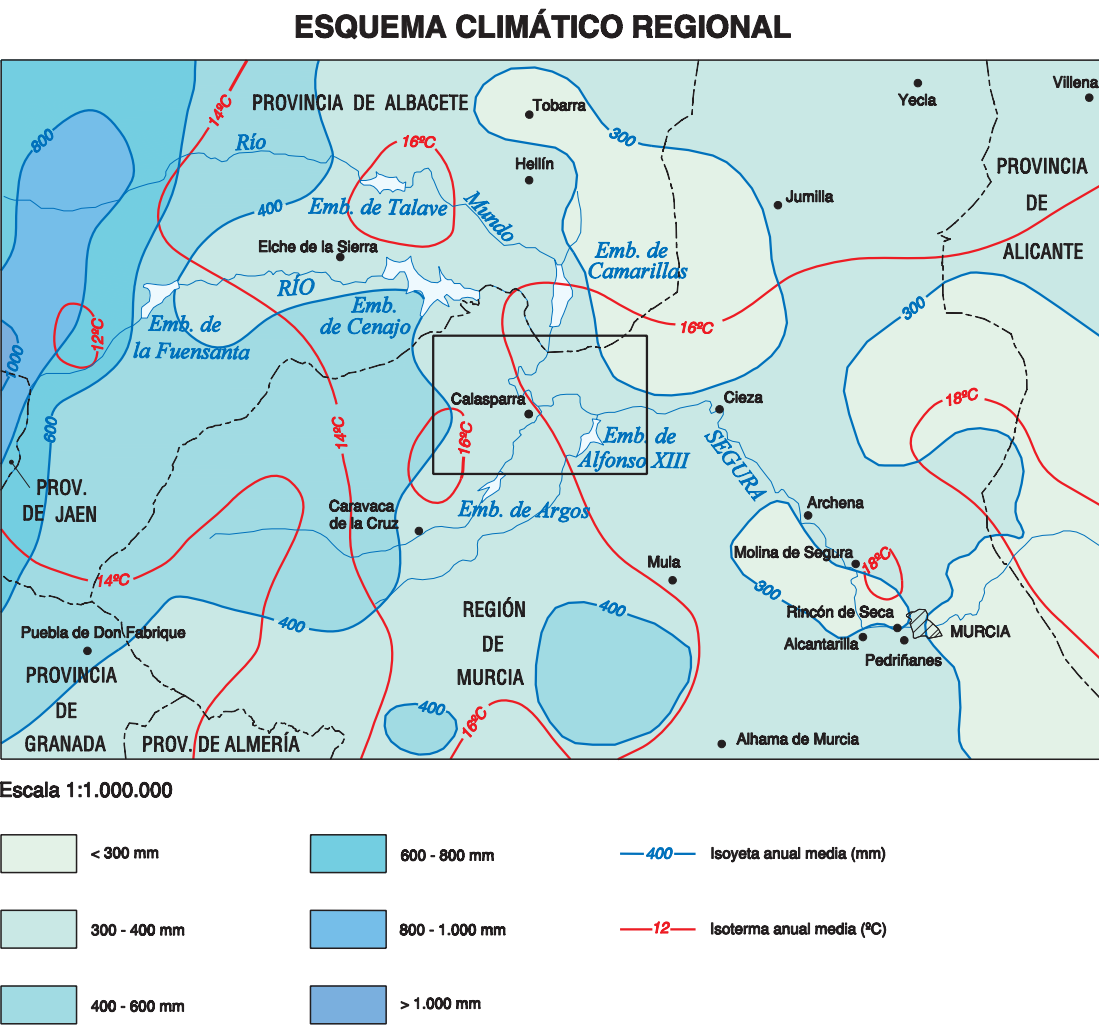 ESQUEMA CLIMÁTICO REGIONAL
PROVINCIA DE ALBACETE
14ºC
800
Río
16ºC
Tobarra
300
Yecla
Villena
Hellín
PROVINCIA
DE
ALICANTE
Jumilla
400
Emb. de Talave
Mundo
Elche de la Sierra
RÍO
Emb. de
Camarillas
Emb.
de Cenajo
Emb. de
la Fuensanta
12ºC
1000
600
16ºC
300
Calasparra
Cieza
18ºC
14ºC
16ºC
Emb. de
Alfonso XIII
SEGURA
PROV.
DE JAEN
Caravaca
de la Cruz
Emb. de Argos
Archena
Molina de Segura
18ºC
Mula
14ºC
300
400
400
REGIÓN
DE
MURCIA
Rincón de Seca
MURCIA
Alcantarilla
Pedriñanes
Puebla de Don Fabrique
PROVINCIA
DE
GRANADA
PROV. DE ALMERÍA
400
16ºC
Alhama de Murcia
Escala 1:1.000.000
< 300 mm
600 - 800 mm
400
Isoyeta anual media (mm)
300 - 400 mm
800 - 1.000 mm
12
Isoterma anual media (ºC)
400 - 600 mm
> 1.000 mm